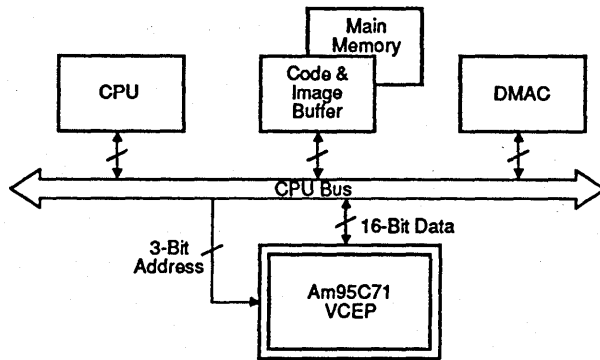 Main
Memory
CPU
Code &
Image
Buffer
DMAC
CPU Bus
3-Bit
Address
16-Bit Data
Am95C71
VCEP